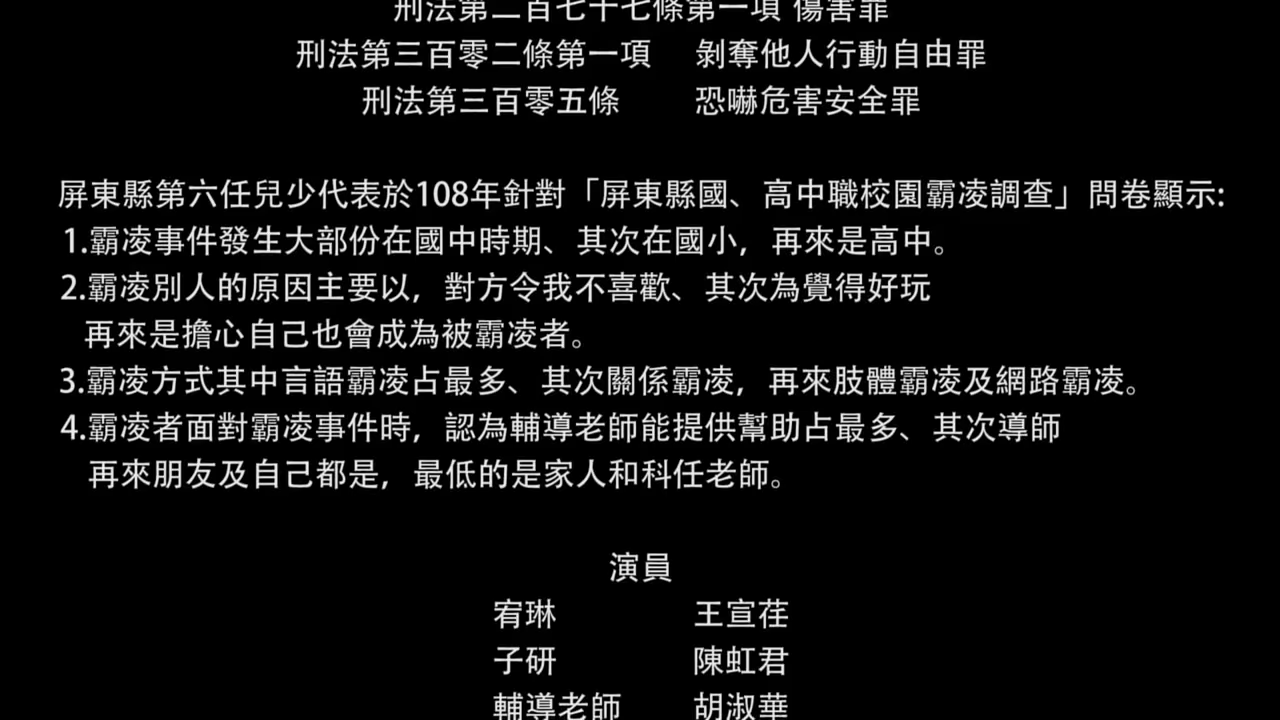 刑法第二百七十七條第一項 傷害罪
刑法第三百零二條第一項 剝奪他人行動自由罪
刑法第三百零五條 恐嚇危害安全罪
屏東縣第六任兒少代表於108年針對「屏東縣國、高中職校園霸凌調查」問卷顯示:
1.霸凌事件發生大部份在國中時期、其次在國小，再來是高中。
2.霸凌別人的原因主要以，對方令我不喜歡、其次為覺得好玩
再來是擔心自己也會成為被霸凌者。
3.霸凌方式其中言語霸凌占最多、其次關係霸凌，再來肢體霸凌及網路霸凌。
4.霸凌者面對霸凌事件時，認為輔導老師能提供幫助占最多、其次導師
再來朋友及自己都是，最低的是家人和科任老師。
演員
宥琳 王宣荏
子研 陳虹君
輔導老師 胡淑華